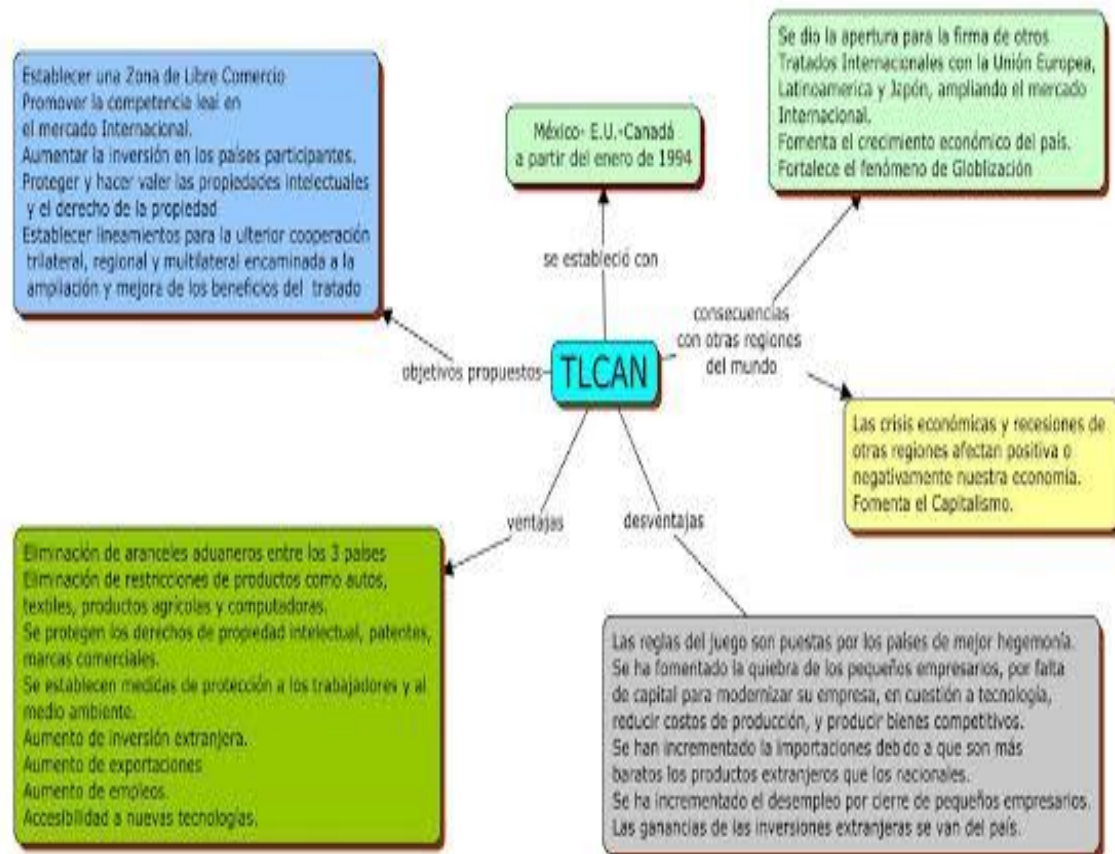 Establecer una Zona de Libre Comercio
Promover la competencia leal en
el mercado Internacional.
Aumentar la inversión en los países participantes.
Proteger y hacer valer las propiedades intelectuales
y el derecho de la propiedad
Establecer lineamientos para la ulterior cooperación
trilateral, regional y multilateral encaminada a la
ampliación y mejora de los beneficios del tratado
México- E.U.-Canadá
a partir del enero de 1994
Se dio la apertura para la firma de otros
Tratados Internacionales con la Unión Europea,
Latinoamerica y Japón, ampliando el mercado
Internacional.
Fomenta el crecimiento económico del país.
Fortalece el fenómeno de Globlización
se estableció con
consecuencias
con otras regiones
del mundo
objetivos propuestos
TLCAN
Las crisis económicas y recesiones de
otras regiones afectan positiva o
negativamente nuestra economía.
Fomenta el Capitalismo.
ventajas
desventajas
Eliminación de aranceles aduaneros entre los 3 países
Eliminación de restricciones de productos como autos,
textiles, productos agrícolas y computadoras.
Se protegen los derechos de propiedad intelectual, patentes,
marcas comerciales.
Se establecen medidas de protección a los trabajadores y al
medio ambiente.
Aumento de inversión extranjera.
Aumento de exportaciones
Aumento de empleos.
Accesibilidad a nuevas tecnologías.
Las reglas del juego son puestas por los países de mejor hegemonía.
Se ha fomentado la quiebra de los pequeños empresarios, por falta
de capital para modernizar su empresa, en cuestión a tecnología,
reducir costos de producción, y producir bienes competitivos.
Se han incrementado la importaciones debido a que son más
baratos los productos extranjeros que los nacionales.
Se ha incrementado el desempleo por cierre de pequeños empresarios.
Las ganancias de las inversiones extranjeras se van del país.